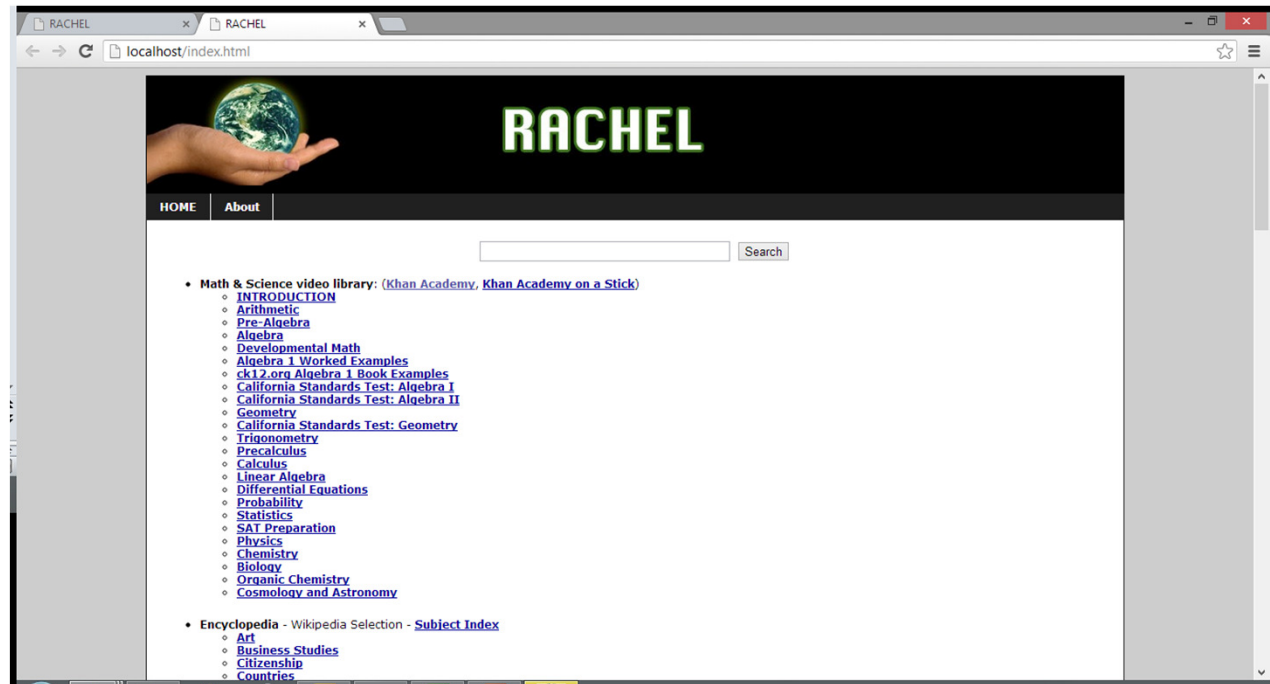 RACHEL
RACHEL
localhost/index.html
RACHEL
HOME About
Search
Math & Science video library: (Khan Academy, Khan Academy on a Stick)
INTRODUCTION
Arithmetic
Pre-Algebra
Algebra
Developmental Math
Algebra 1 Worked Examples
ck12.org Algebra 1 Book Examples
California Standards Test: Algebra I
California Standards Test: Algebra II
Geometry
California Standards Test: Geometry
Trigonometry
Precalculus
Calculus
Linear Algebra
Differential Equations
Probability
Statistics
SAT Preparation
Physics
Chemistry
Biology
Organic Chemistry
Cosmology and Astronomy
Encyclopedia - Wikipedia Selection - Subject Index
Art
Business Studies
Citizenship
Countries